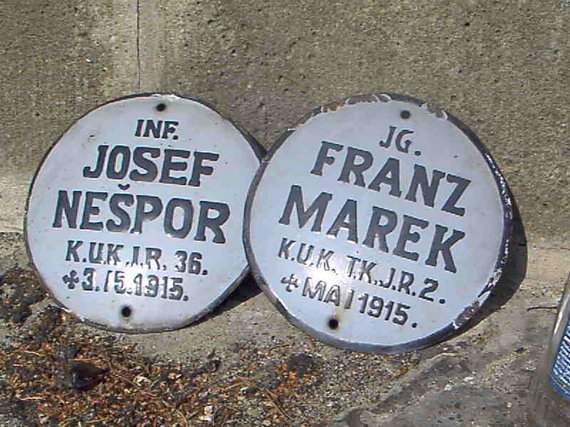 INF.
JOSEF
NEŠPOR
K.U.K.I.R. 36.
✠3./5.1915.
JG.
FRANZ
MAREK
K.U.K. T.K.J.R.2.
✠MAI 1915.